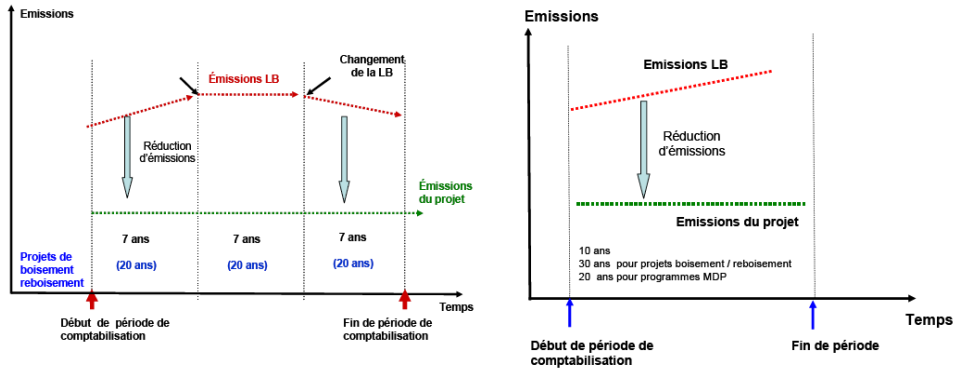 Emissions
Changement
de la LB
Émissions LB
Réduction
d'émissions
Émissions
du projet
7 ans
7 ans
7 ans
Projets de
boisement
reboisement
(20 ans)
(20 ans)
(20 ans)
Temps
Début de période de
comptabilisation
Fin de période de
comptabilisation
Emissions
Emissions LB
Réduction
d'émissions
Emissions du projet
10 ans
30 ans pour projets boisement / reboisement
20 ans pour programmes MDP
Temps
Début de période de
comptabilisation
Fin de période